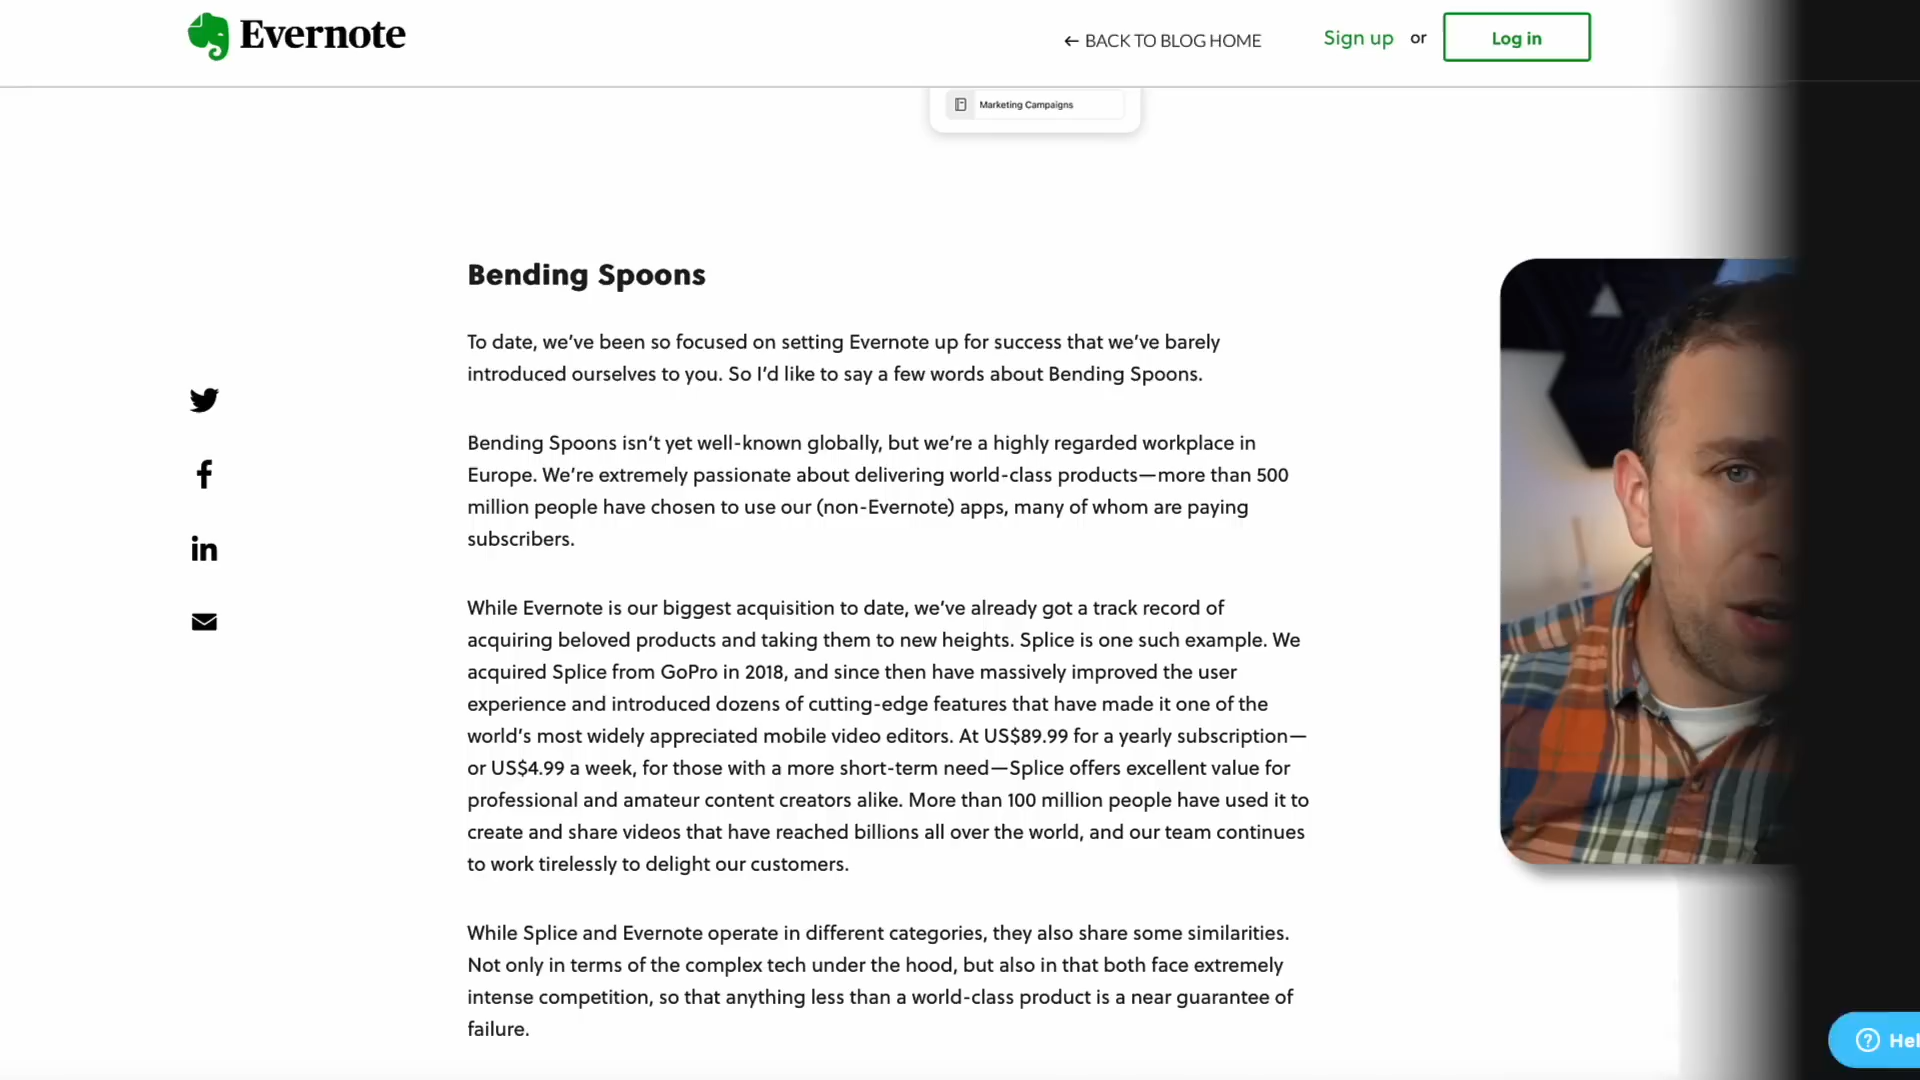 Evernote
← BACK TO BLOG HOME
Sign up or Log in
Marketing Campaigns
Bending Spoons
To date, we've been so focused on setting Evernote up for success that we've barely
introduced ourselves to you. So I'd like to say a few words about Bending Spoons.
Bending Spoons isn't yet well-known globally, but we're a highly regarded workplace in
Europe. We're extremely passionate about delivering world-class products—more than 500
million people have chosen to use our (non-Evernote) apps, many of whom are paying
subscribers.
While Evernote is our biggest acquisition to date, we've already got a track record of
acquiring beloved products and taking them to new heights. Splice is one such example. We
acquired Splice from GoPro in 2018, and since then have massively improved the user
experience and introduced dozens of cutting-edge features that have made it one of the
world's most widely appreciated mobile video editors. At US$89.99 for a yearly subscription—
or US$4.99 a week, for those with a more short-term need—Splice offers excellent value for
professional and amateur content creators alike. More than 100 million people have used it to
create and share videos that have reached billions all over the world, and our team continues
to work tirelessly to delight our customers.
While Splice and Evernote operate in different categories, they also share some similarities.
Not only in terms of the complex tech under the hood, but also in that both face extremely
intense competition, so that anything less than a world-class product is a near guarantee of
failure.